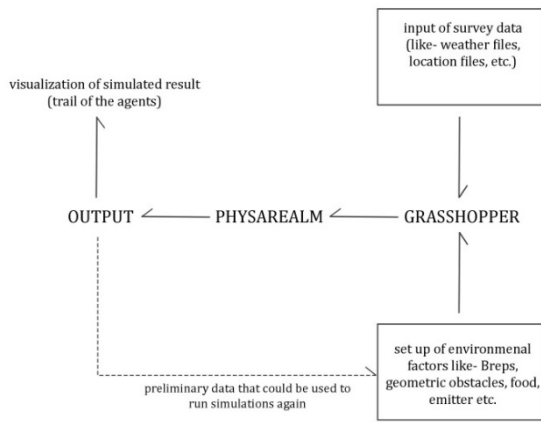 input of survey data
(like- weather files,
location files, etc.)
visualization of simulated result
(trail of the agents)
OUTPUT
PHYSAREALM
GRASSHOPPER
set up of environmenal
factors like- Breps,
geometric obstacles, food,
emitter etc.
preliminary data that could be used to
run simulations again